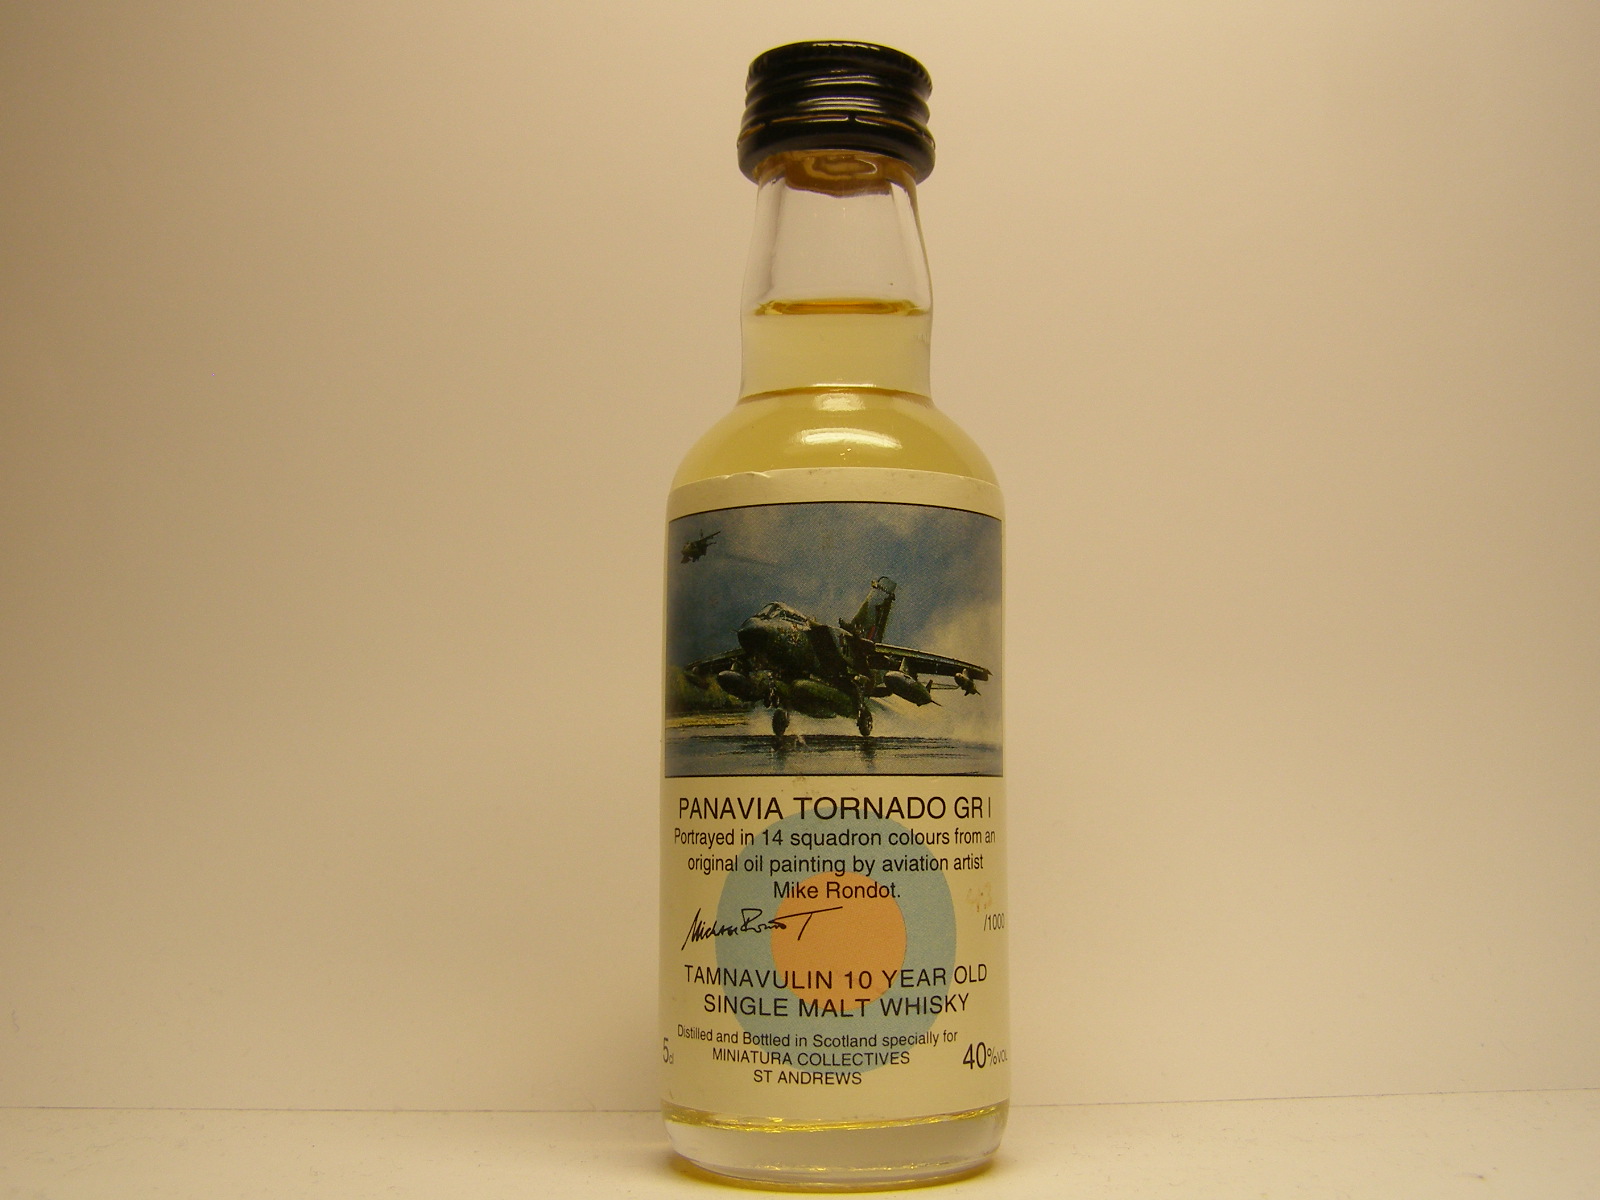 PANAVIA TORNADO GR I
Portrayed in 14 squadron colours from an
original oil painting by aviation artist
Mike Rondot.
/1000
TAMNAVULIN 10 YEAR OLD
SINGLE MALT WHISKY
Distilled and Bottled in Scotland specially for
MINIATURA COLLECTIVES
ST ANDREWS
5cl
40%VOL